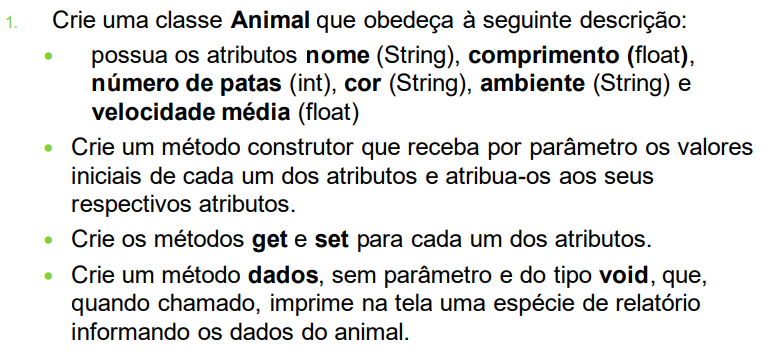 1. Crie uma classe Animal que obedeça à seguinte descrição:
• possua os atributos nome (String), comprimento (float),
número de patas (int), cor (String), ambiente (String) e
velocidade média (float)
• Crie um método construtor que receba por parâmetro os valores
iniciais de cada um dos atributos e atribua-os aos seus
respectivos atributos.
• Crie os métodos get e set para cada um dos atributos.
• Crie um método dados, sem parâmetro e do tipo void, que,
quando chamado, imprime na tela uma espécie de relatório
informando os dados do animal.